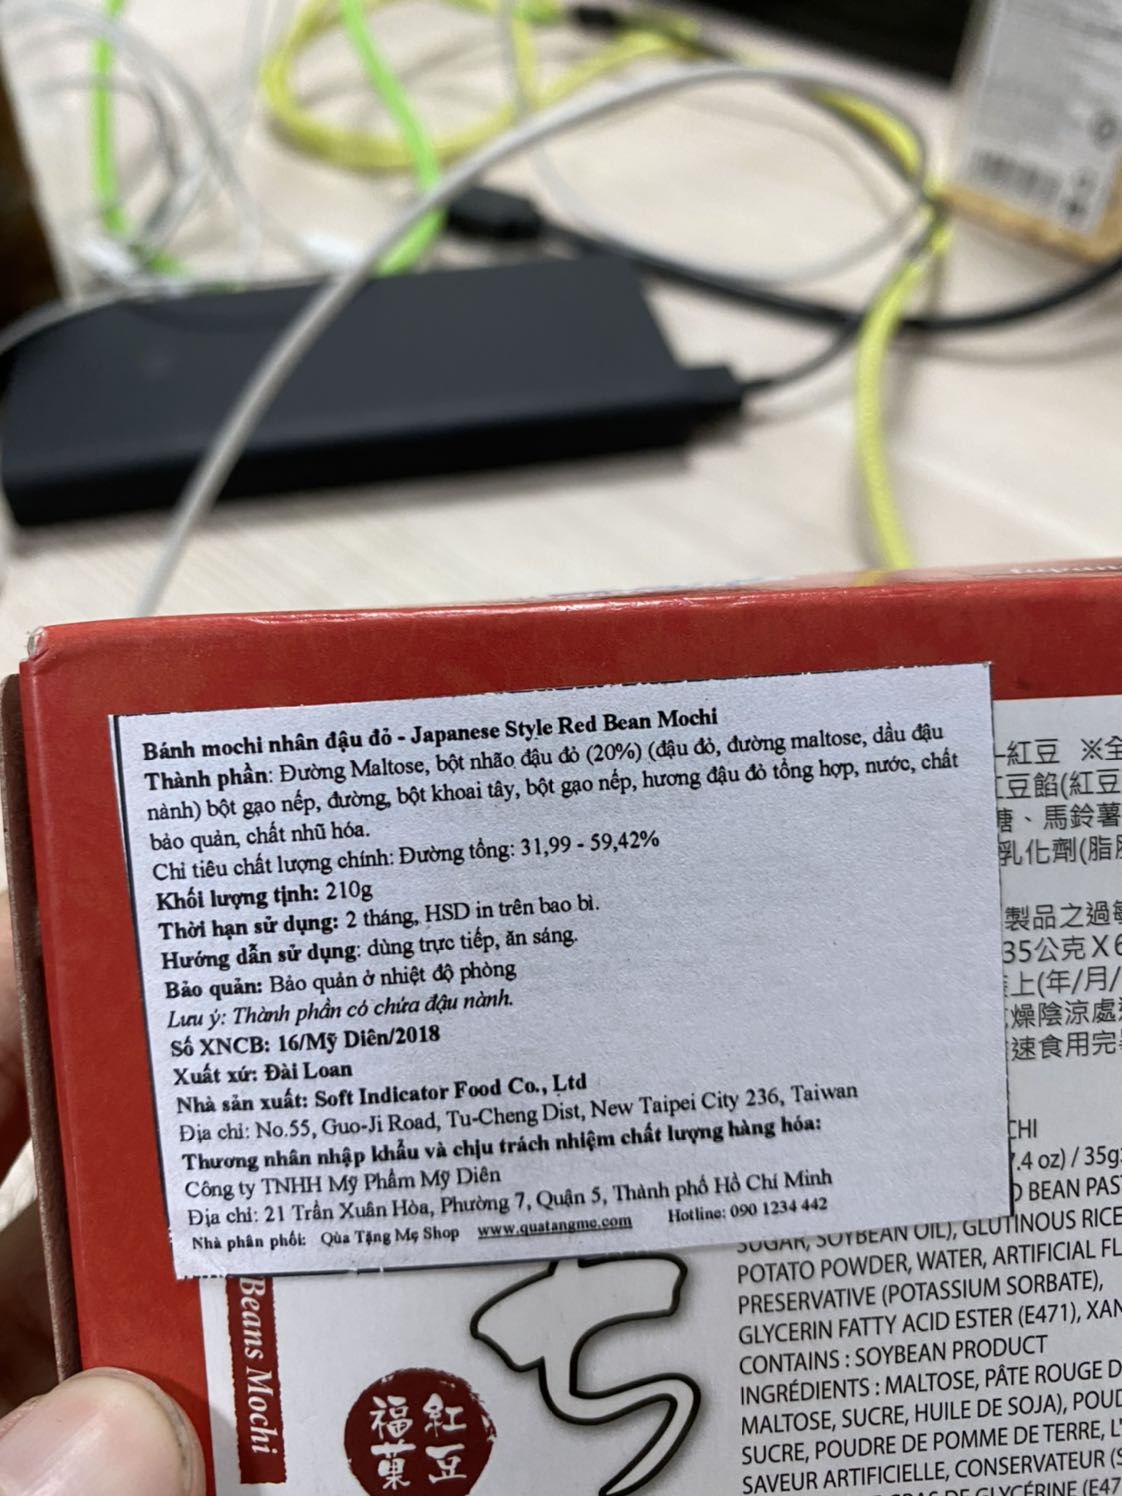 Bánh mochi nhân đậu đỏ - Japanese Style Red Bean Mochi
Thành phần: Đường Maltose, bột nhão đậu đỏ (20%) (đậu đỏ, đường maltose, dầu đậu
nành) bột gạo nếp, đường, bột khoai tây, bột gạo nếp, hương đậu đỏ tổng hợp, nước, chất
bảo quản, chất nhũ hóa.
Chỉ tiêu chất lượng chính: Đường tổng: 31,99 - 59,42%
Khối lượng tịnh: 210g
Thời hạn sử dụng: 2 tháng, HSD in trên bao bì.
Hướng dẫn sử dụng: dùng trực tiếp, ăn sáng.
Bảo quản: Bảo quản ở nhiệt độ phòng
Lưu ý: Thành phần có chứa đậu nành.
Số XNCB: 16/Mỹ Diên/2018
Xuất xứ: Đài Loan
Nhà sản xuất: Soft Indicator Food Co., Ltd
Địa chỉ: No.55, Guo-Ji Road, Tu-Cheng Dist, New Taipei City 236, Taiwan
Thương nhân nhập khẩu và chịu trách nhiệm chất lượng hàng hóa:
Công ty TNHH Mỹ Phẩm Mỹ Diên
Địa chỉ: 21 Trần Xuân Hòa, Phường 7, Quận 5, Thành phố Hồ Chí Minh
Nhà phân phối: Qùa Tặng Mẹ Shop www.quatangme.com Hotline: 090 1234 442
紅豆 ※全
豆餡(紅豆
糖、馬鈴薯
乳化劑(脂肪
製品之過敏
35公克X6
上(年/月/
燥陰涼處
速食用完
CHI
7.4 oz) / 35g
BEAN PAS
SUGAR, SOYBEAN OIL), GLUTINOUS RICE
POTATO POWDER, WATER, ARTIFICIAL FL
PRESERVATIVE (POTASSIUM SORBATE),
GLYCERIN FATTY ACID ESTER (E471), XAN
CONTAINS : SOYBEAN PRODUCT
INGRÉDIENTS : MALTOSE, PÂTE ROUGE D
MALTOSE, SUCRE, HUILE DE SOJA), POUD
SUCRE, POUDRE DE POMME DE TERRE, L'
SAVEUR ARTIFICIELLE, CONSERVATEUR (S
GRAS DE GLYCÉRINE (E47
Beans Mochi
紅豆
福菓
ち